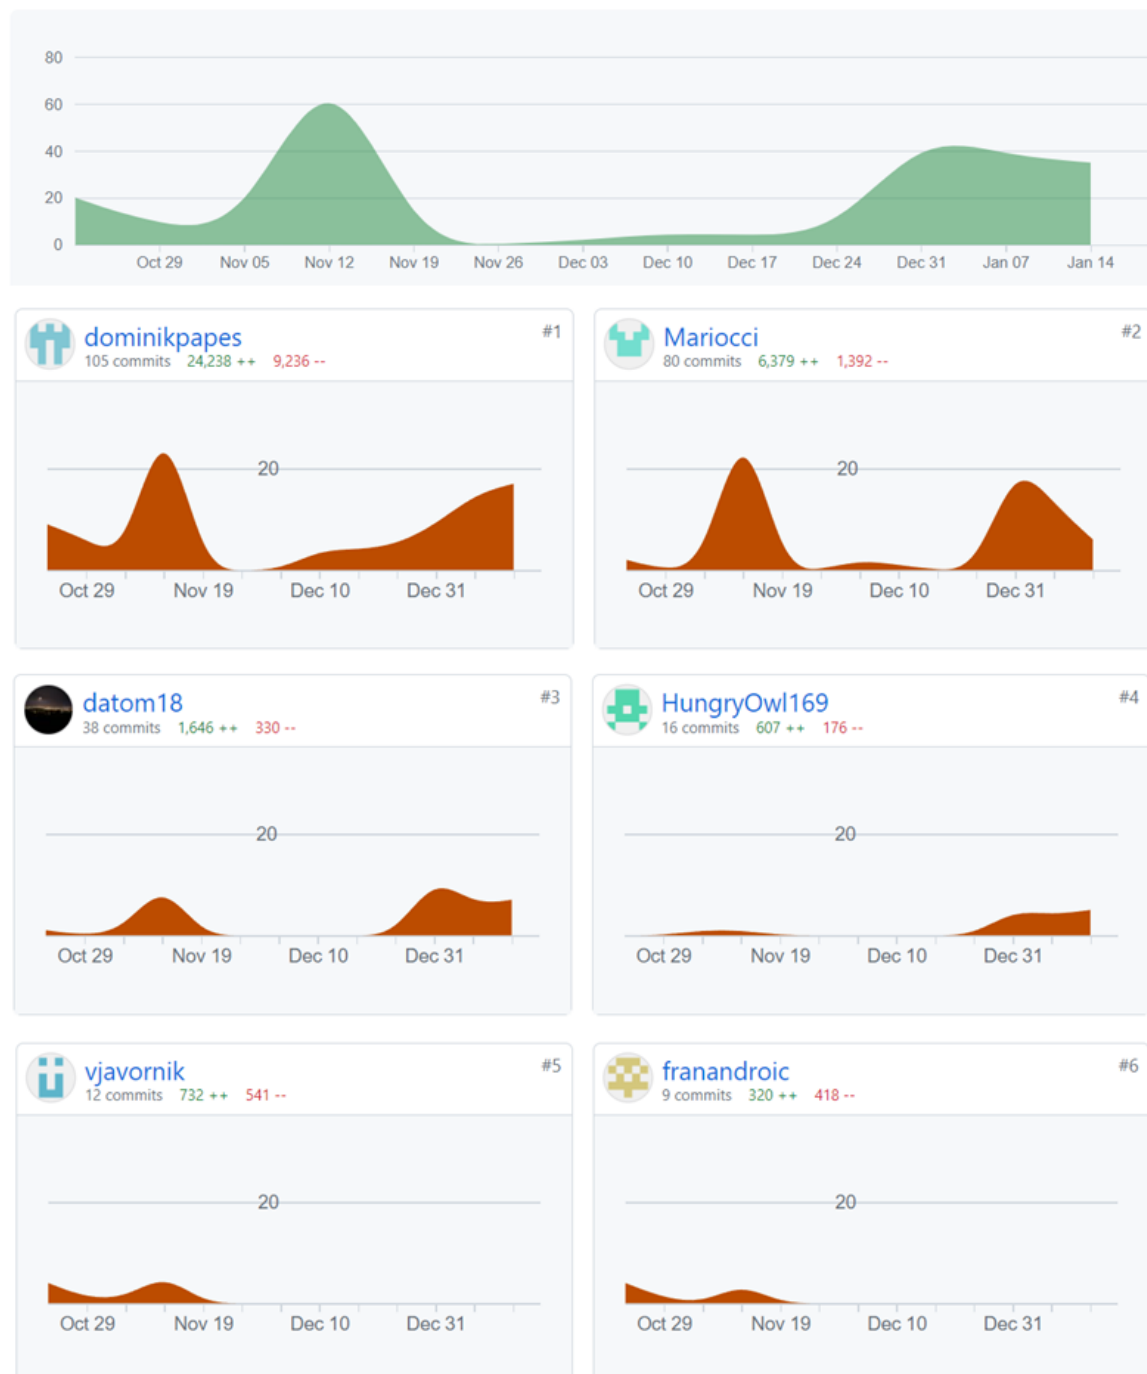 80
60
40
20
0
Oct 29 Nov 05 Nov 12 Nov 19 Nov 26 Dec 03 Dec 10 Dec 17 Dec 24 Dec 31 Jan 07 Jan 14
dominikpapes #1
105 commits 24,238 ++ 9,236 --
20
Oct 29 Nov 19 Dec 10 Dec 31
Mariocci #2
80 commits 6,379 ++ 1,392 --
20
Oct 29 Nov 19 Dec 10 Dec 31
datom18 #3
38 commits 1,646 ++ 330 --
20
Oct 29 Nov 19 Dec 10 Dec 31
HungryOwl169 #4
16 commits 607 ++ 176 --
20
Oct 29 Nov 19 Dec 10 Dec 31
vjavornik #5
12 commits 732 ++ 541 --
20
Oct 29 Nov 19 Dec 10 Dec 31
franandroic #6
9 commits 320 ++ 418 --
20
Oct 29 Nov 19 Dec 10 Dec 31